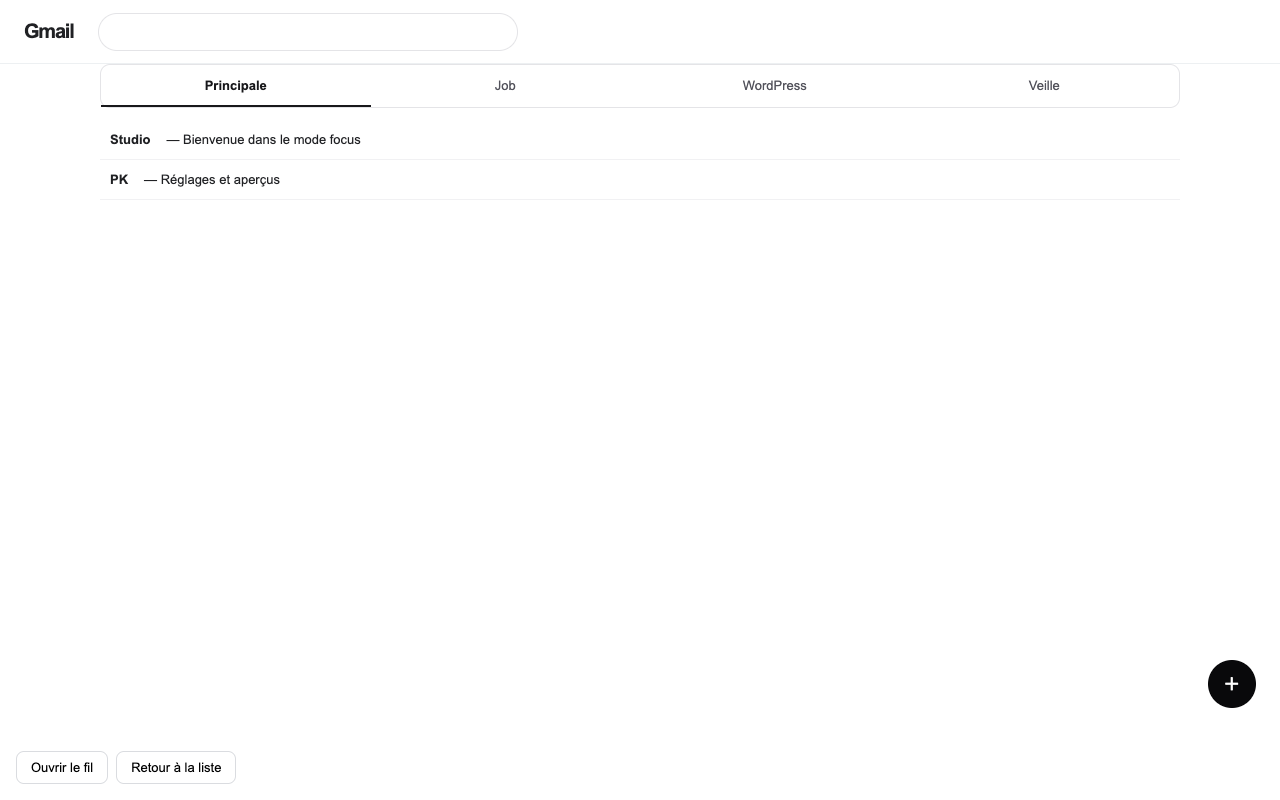 Gmail
Principale Job WordPress Veille
Studio — Bienvenue dans le mode focus
PK — Réglages et aperçus
+
Ouvrir le fil Retour à la liste